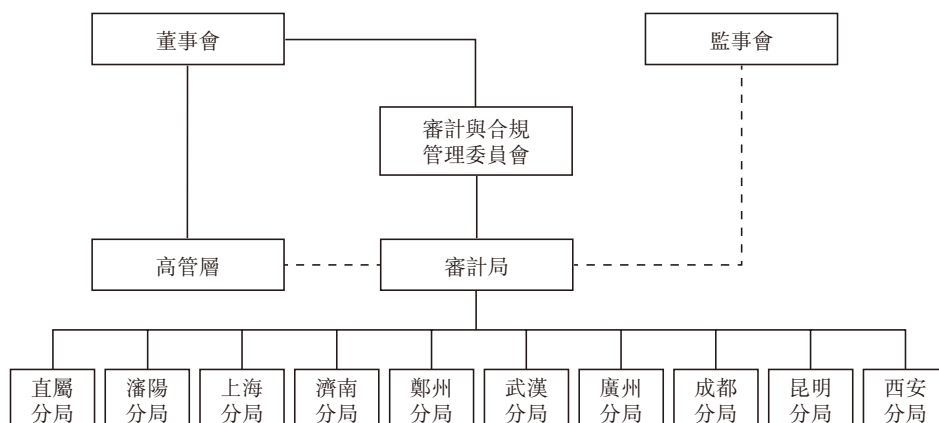 董事會
監事會
審計與合規
管理委員會
高管層
審計局
直屬
分局
瀋陽
分局
上海
分局
濟南
分局
鄭州
分局
武漢
分局
廣州
分局
成都
分局
昆明
分局
西安
分局